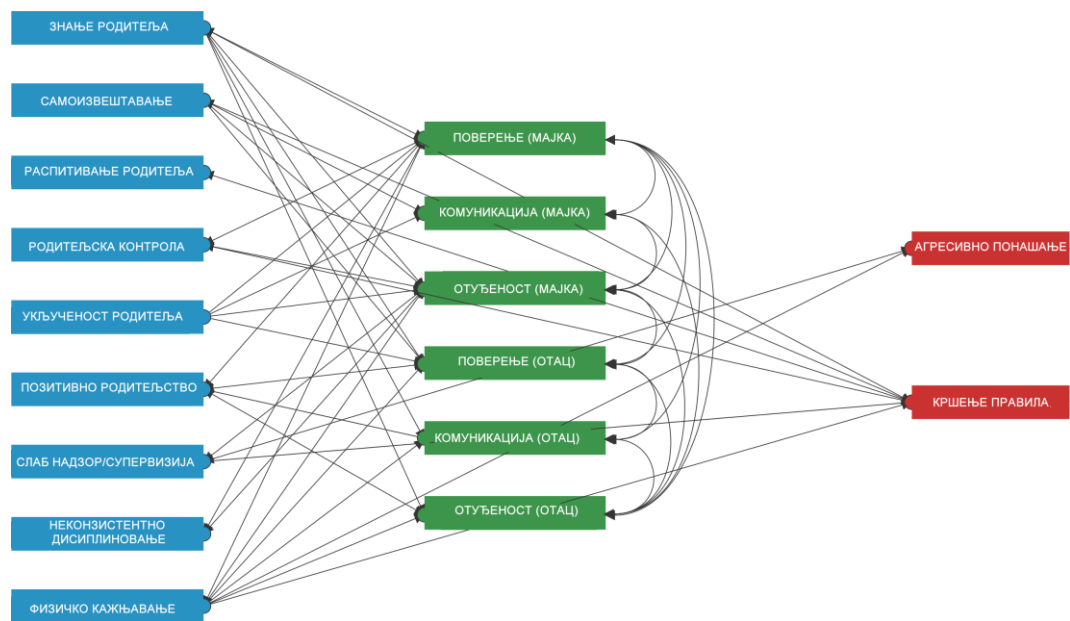 ЗНАЊЕ РОДИТЕЉА
САМОИЗВЕШТАВАЊЕ
РАСПИТИВАЊЕ РОДИТЕЉА
РОДИТЕЉСКА КОНТРОЛА
УКЉУЧЕНОСТ РОДИТЕЉА
ПОЗИТИВНО РОДИТЕЉСТВО
СЛАБ НАДЗОР/СУПЕРВИЗИЈА
НЕКОНЗИСТЕНТНО
ДИСИПЛИНОВАЊЕ
ФИЗИЧКО КАЖЊАВАЊЕ
ПОВЕРЕЊЕ (МАЈКА)
КОМУНИКАЦИЈА (МАЈКА)
ОТУЂЕНОСТ (МАЈКА)
ПОВЕРЕЊЕ (ОТАЦ)
КОМУНИКАЦИЈА (ОТАЦ)
ОТУЂЕНОСТ (ОТАЦ)
АГРЕСИВНО ПОНАШАЊЕ
КРШЕЊЕ ПРАВИЛА.